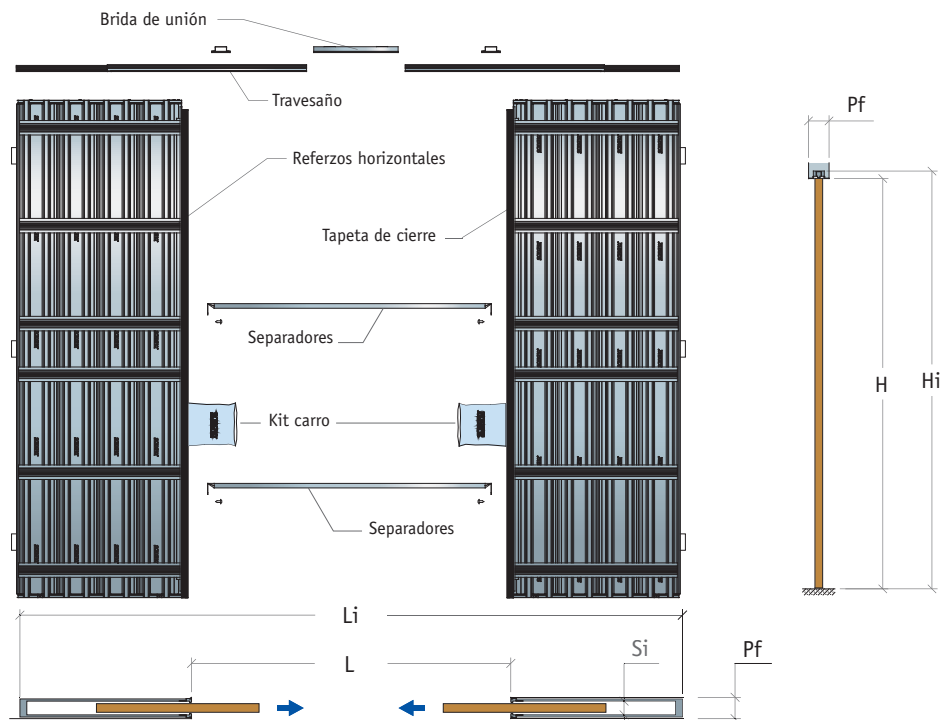 Brida de unión
Travesaño
Pf
Referzos horizontales
Tapeta de cierre
Separadores
H
Hi
Kit carro
Separadores
Li
L
Si
Pf